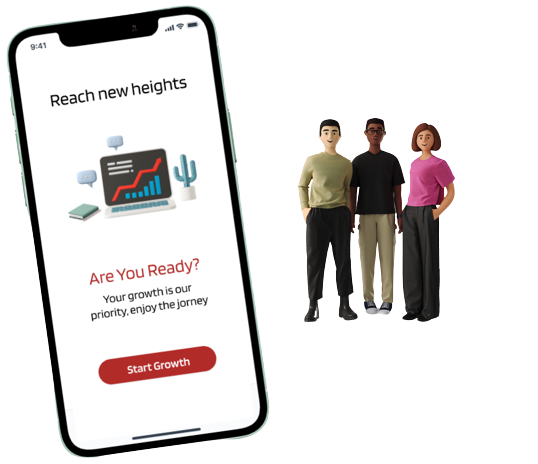 9:41
Reach new heights
Are You Ready?
Your growth is our
priority, enjoy the jorney
Start Growth